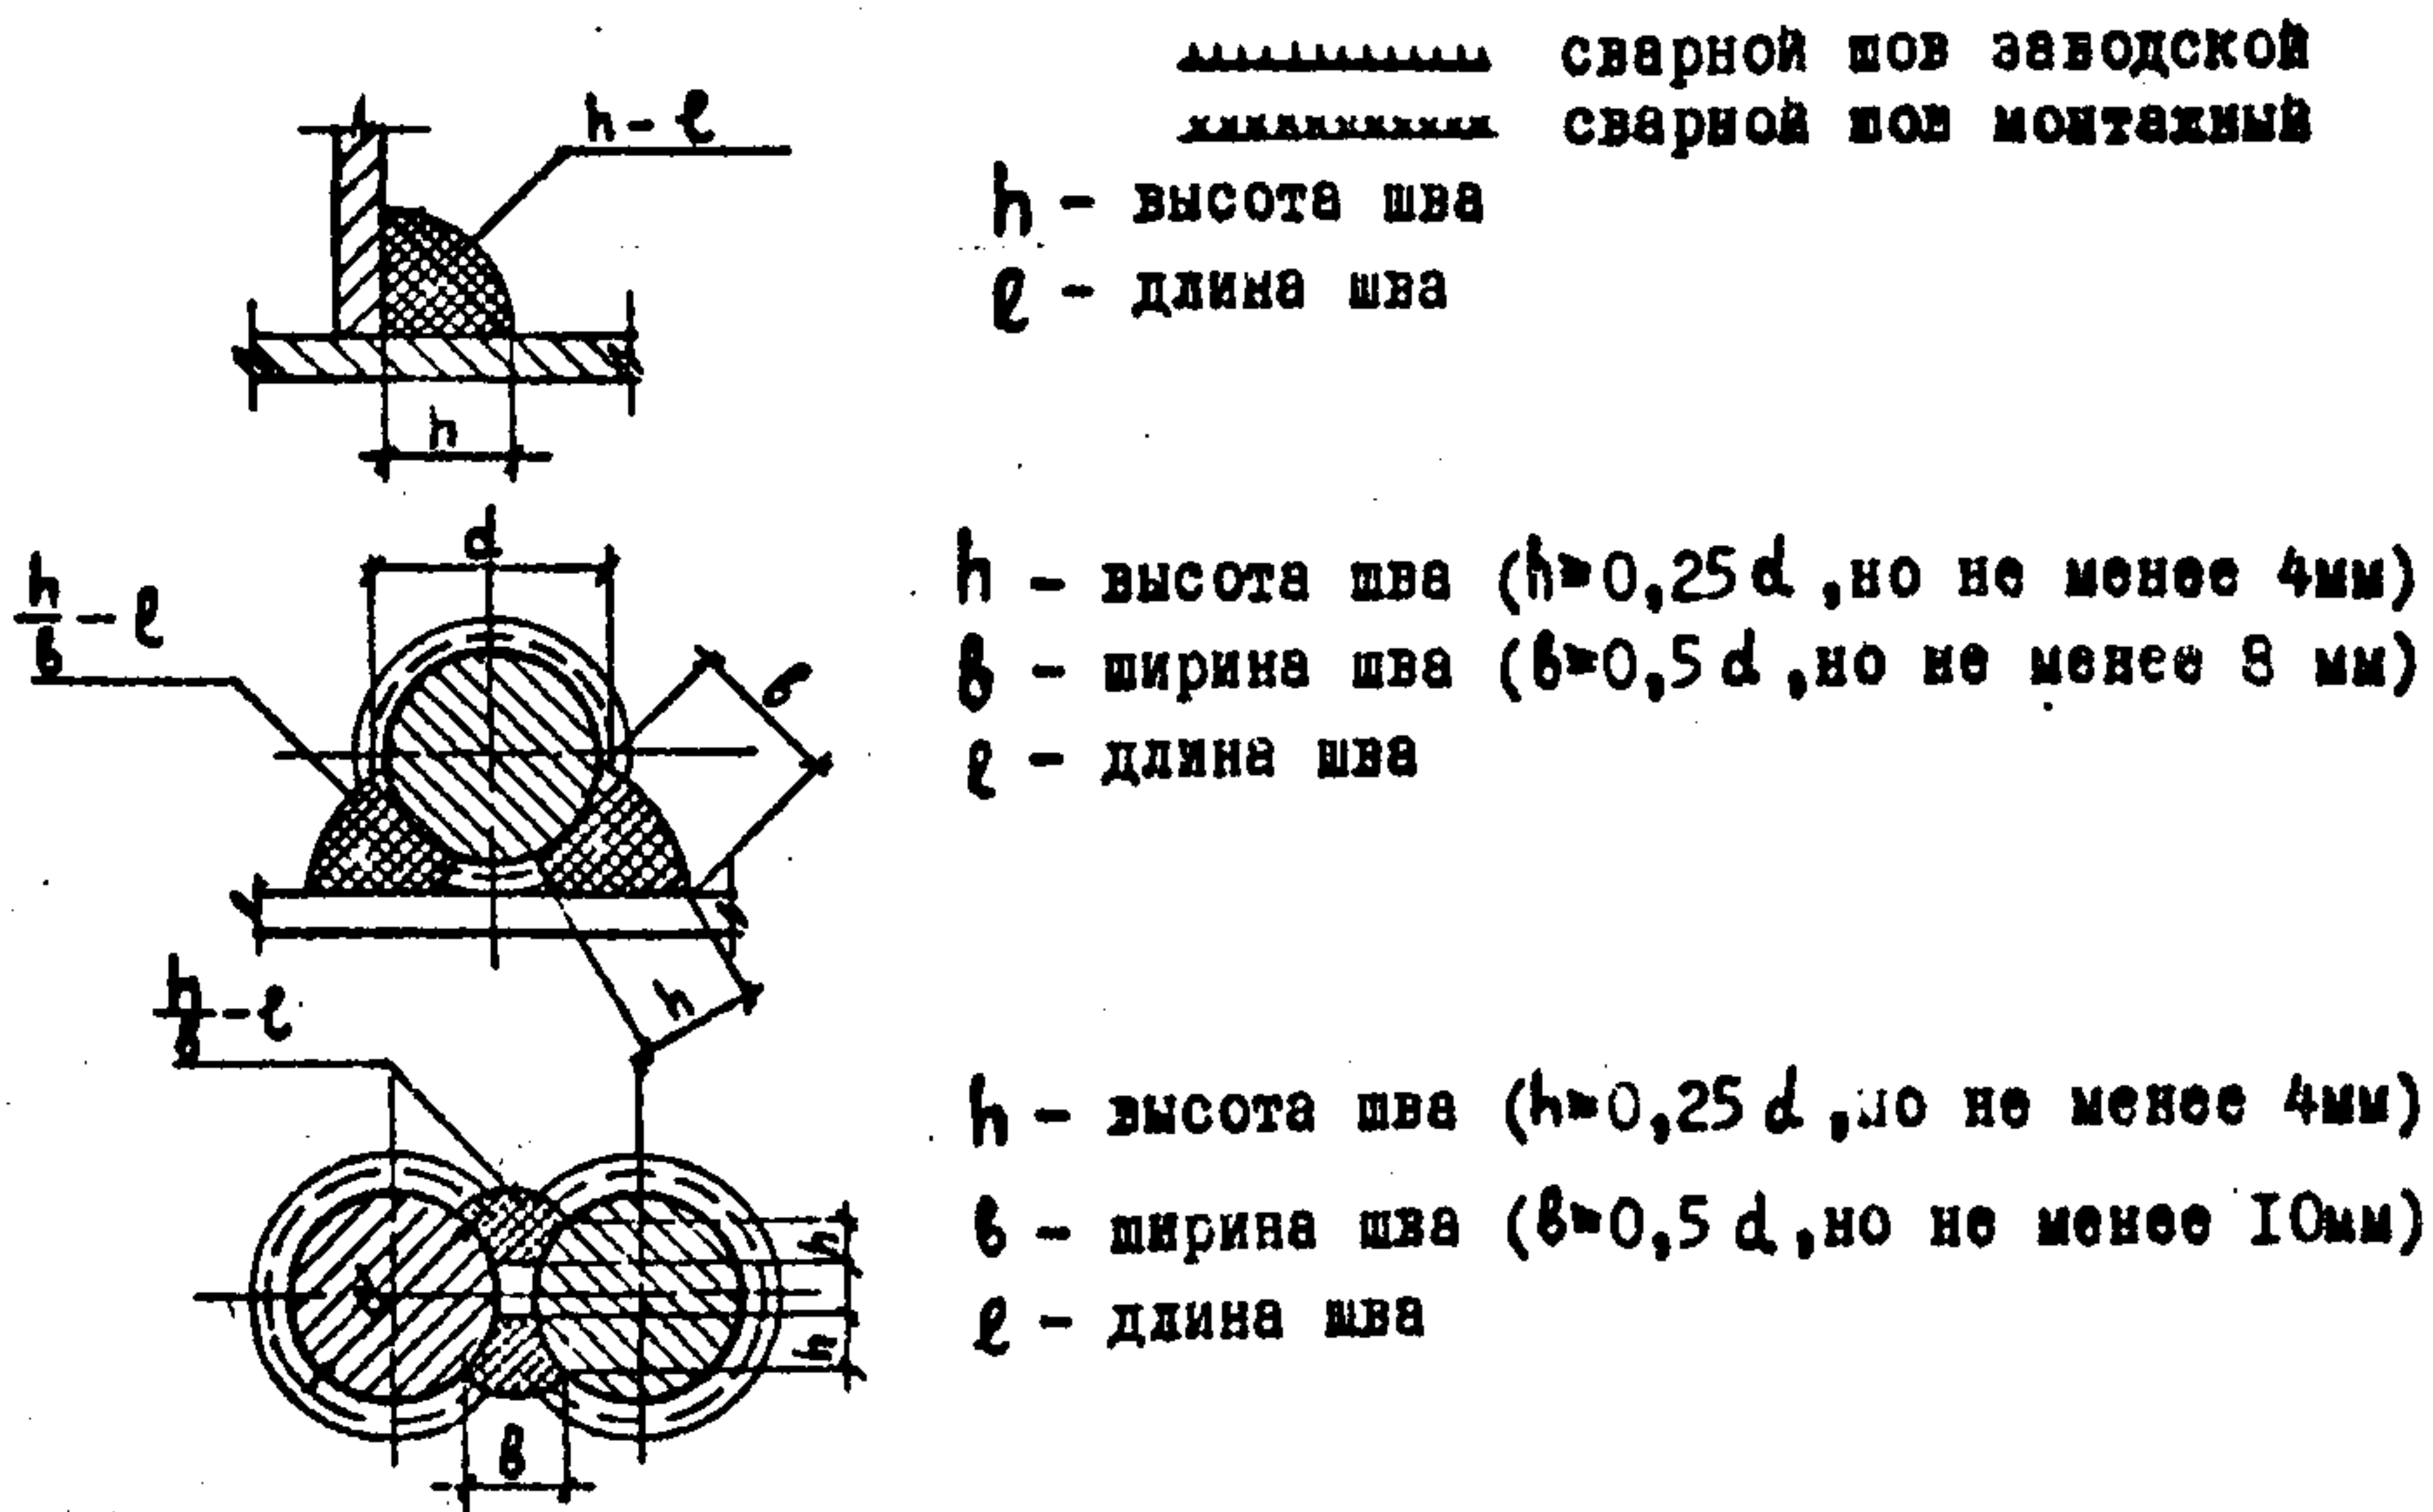 сварной шов заводской
сварной шов монтажный
h - ℓ
h - высота шва
ℓ - длина шва
h
d
h/в - ℓ
h - высота шва (h=0,25d, но не менее 4мм)
в - ширина шва (в=0,5d, но не менее 8 мм)
в
ℓ - длина шва
h
h/в - ℓ
h - высота шва (h=0,25d, но не менее 4мм)
в - ширина шва (в=0,5d, но не менее 10мм)
h
ℓ - длина шва
h
в